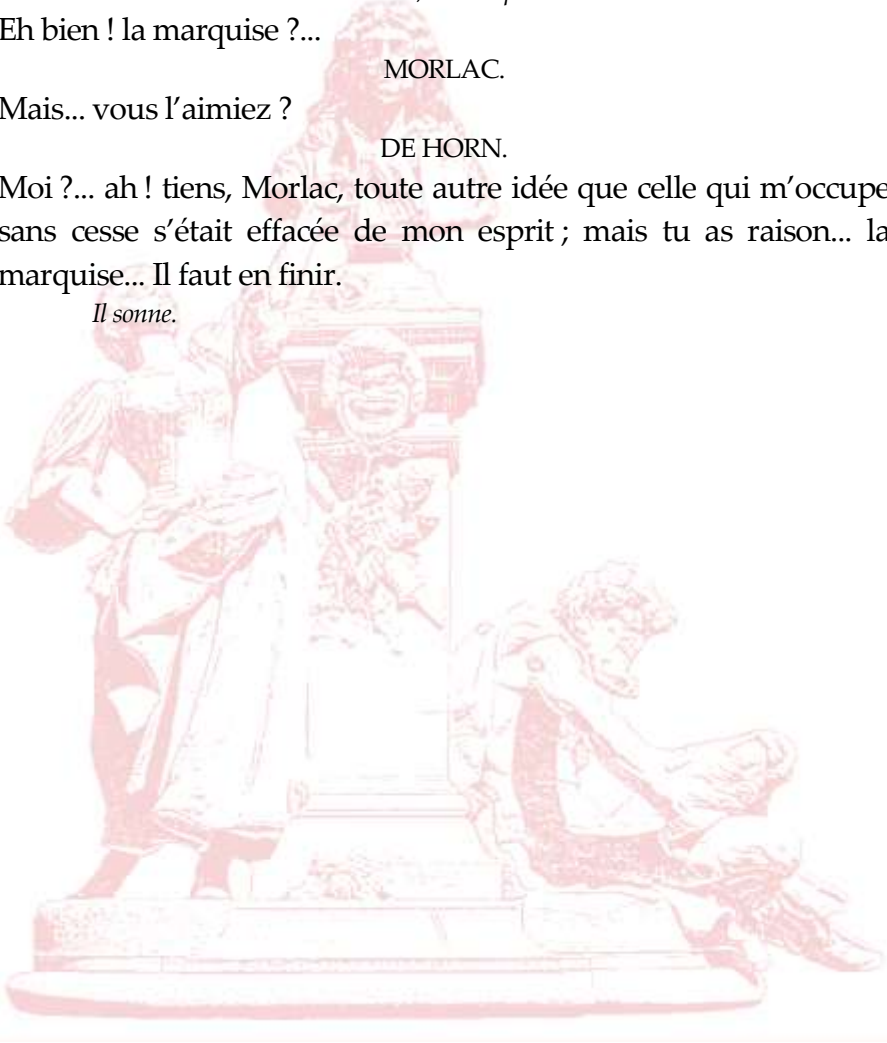 Eh bien ! la marquise ?...
MORLAC.
Mais... vous l’aimiez ?
DE HORN.
Moi ?... ah ! tiens, Morlac, toute autre idée que celle qui m’occupe
sans cesse s’était effacée de mon esprit ; mais tu as raison... la
marquise... Il faut en finir.
Il sonne.